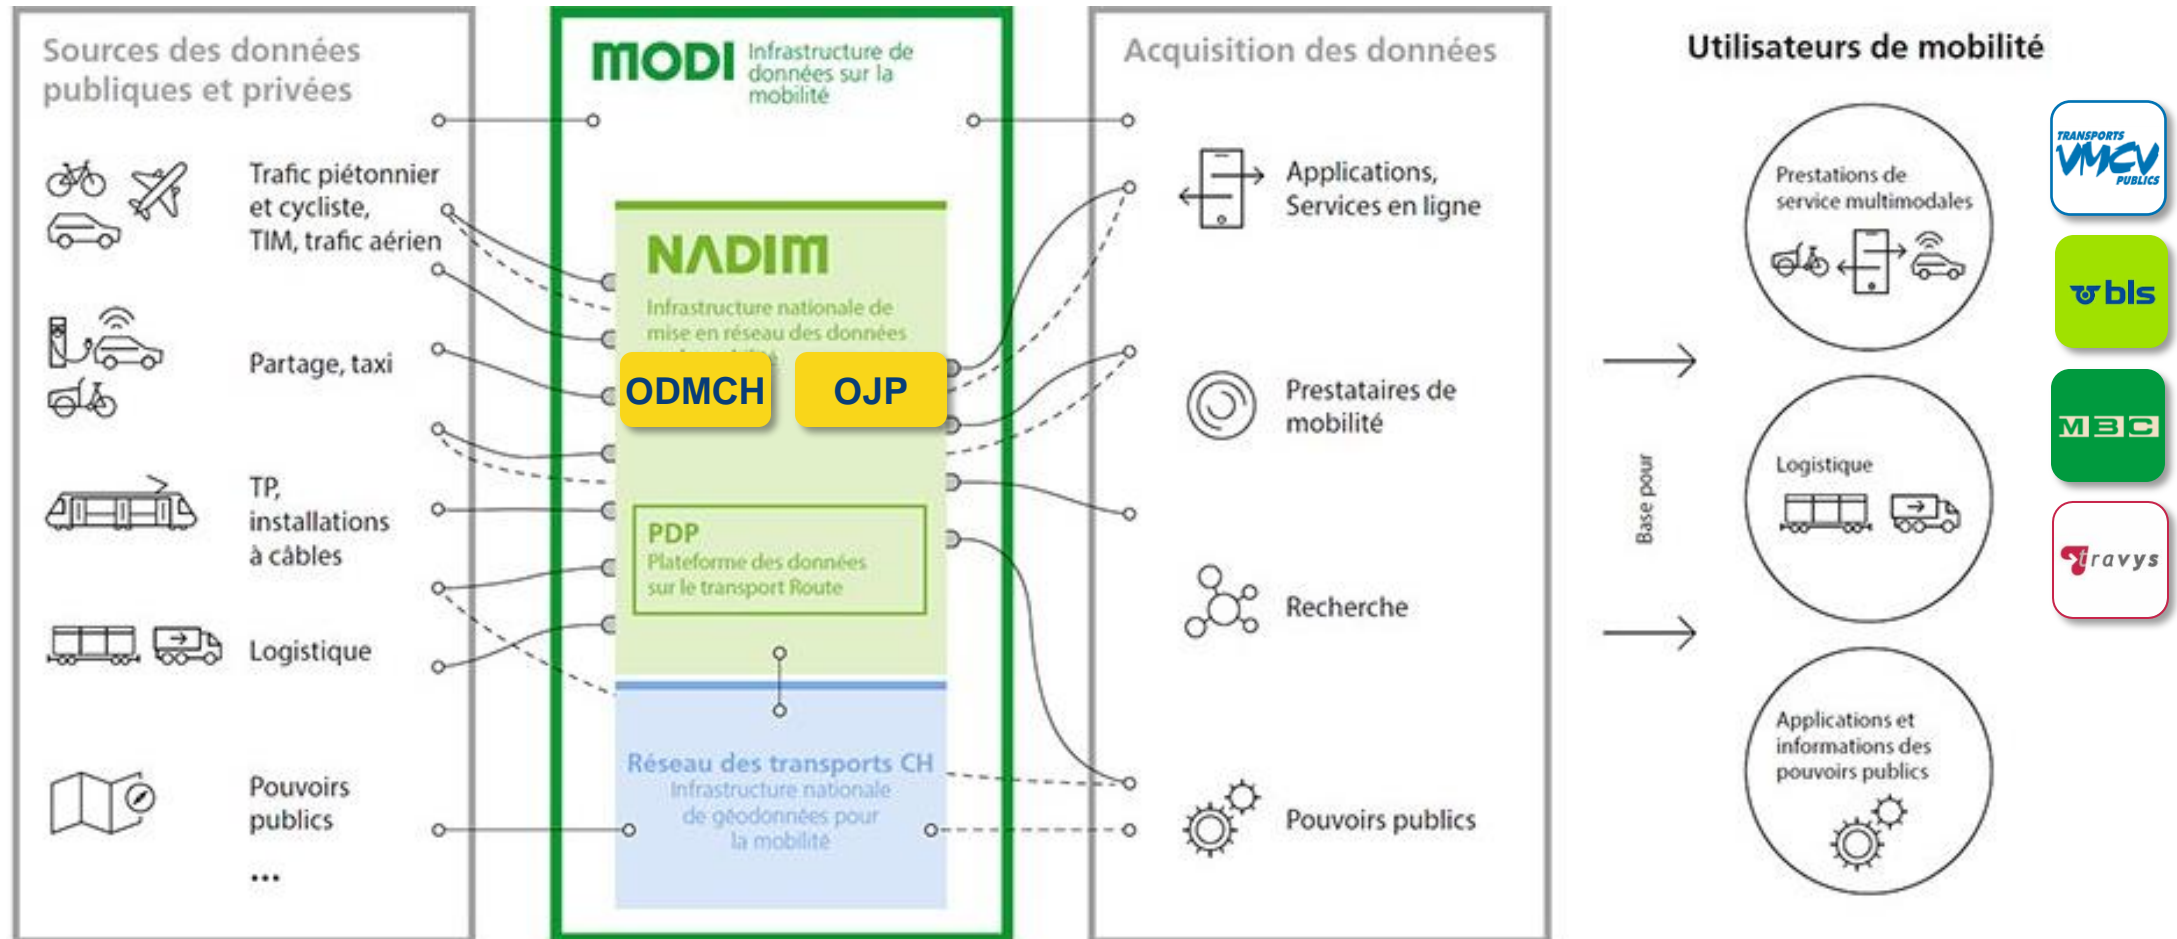 Sources des données
publiques et privées
Trafic piétonnier
et cycliste,
TIM, trafic aérien
Partage, taxi
TP,
installations
à câbles
Logistique
Pouvoirs
publics
...
MODI
Infrastructure de
données sur la
mobilité
NADIM
Infrastructure nationale de
mise en réseau des données
ODMCH
OJP
PDP
Plateforme des données
sur le transport Route
Réseau des transports CH
Infrastructure nationale
de géodonnées pour
la mobilité
Acquisition des données
Applications,
Services en ligne
Prestataires de
mobilité
Recherche
Pouvoirs publics
Base pour
Utilisateurs de mobilité
Prestations de
service multimodales
Logistique
Applications et
informations des
pouvoirs publics
TRANSPORTS
VMCV
PUBLICS
bls
MBC
travys